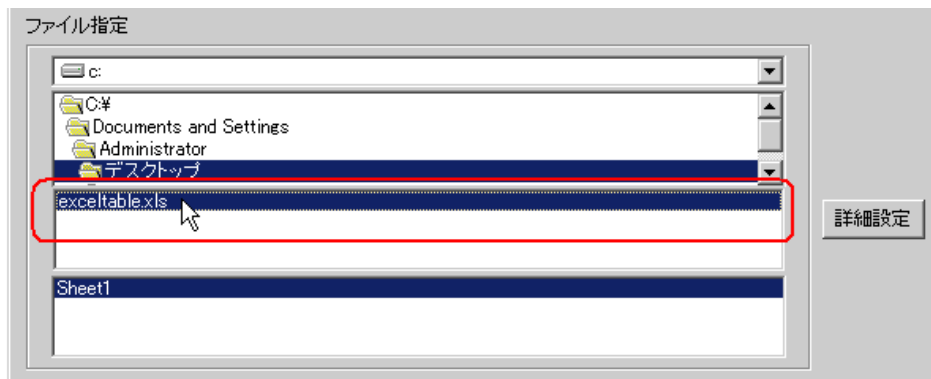 ファイル指定
c:
C:¥
Documents and Settings
Administrator
デスクトップ
exceltable.xls
詳細設定
Sheet1